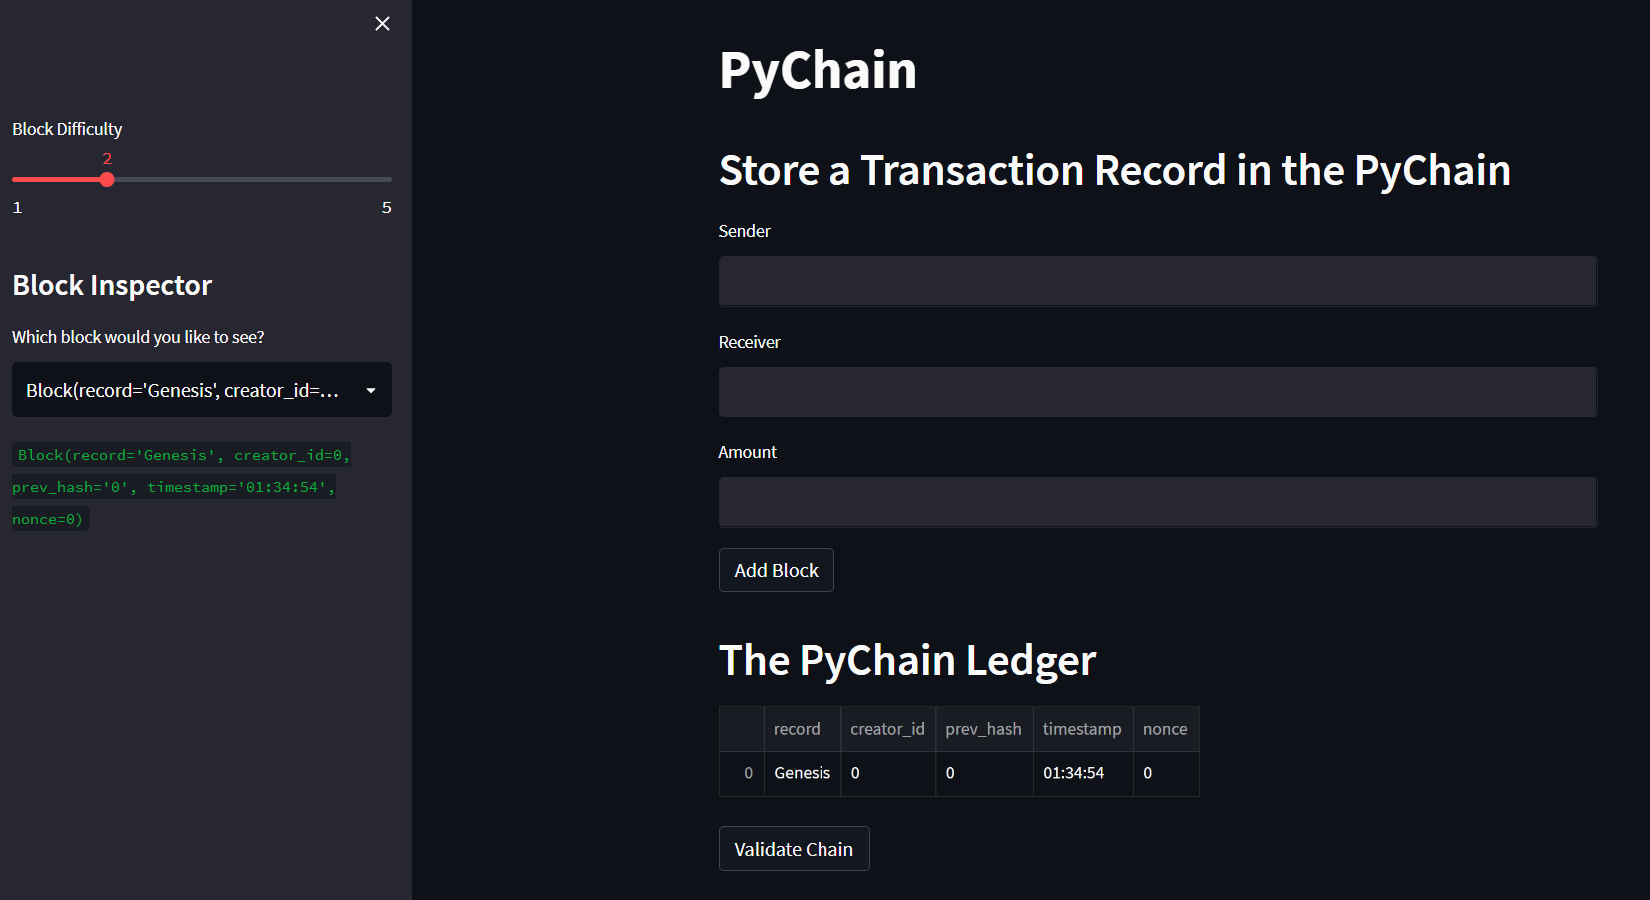 Block Difficulty
2
1 5
Block Inspector
Which block would you like to see?
Block(record='Genesis', creator_id=...
Block(record='Genesis', creator_id=0,
prev_hash='0', timestamp='01:34:54',
nonce=0)
PyChain
Store a Transaction Record in the PyChain
Sender
Receiver
Amount
Add Block
The PyChain Ledger
record creator_id prev_hash timestamp nonce
0 Genesis 0 0 01:34:54 0
Validate Chain